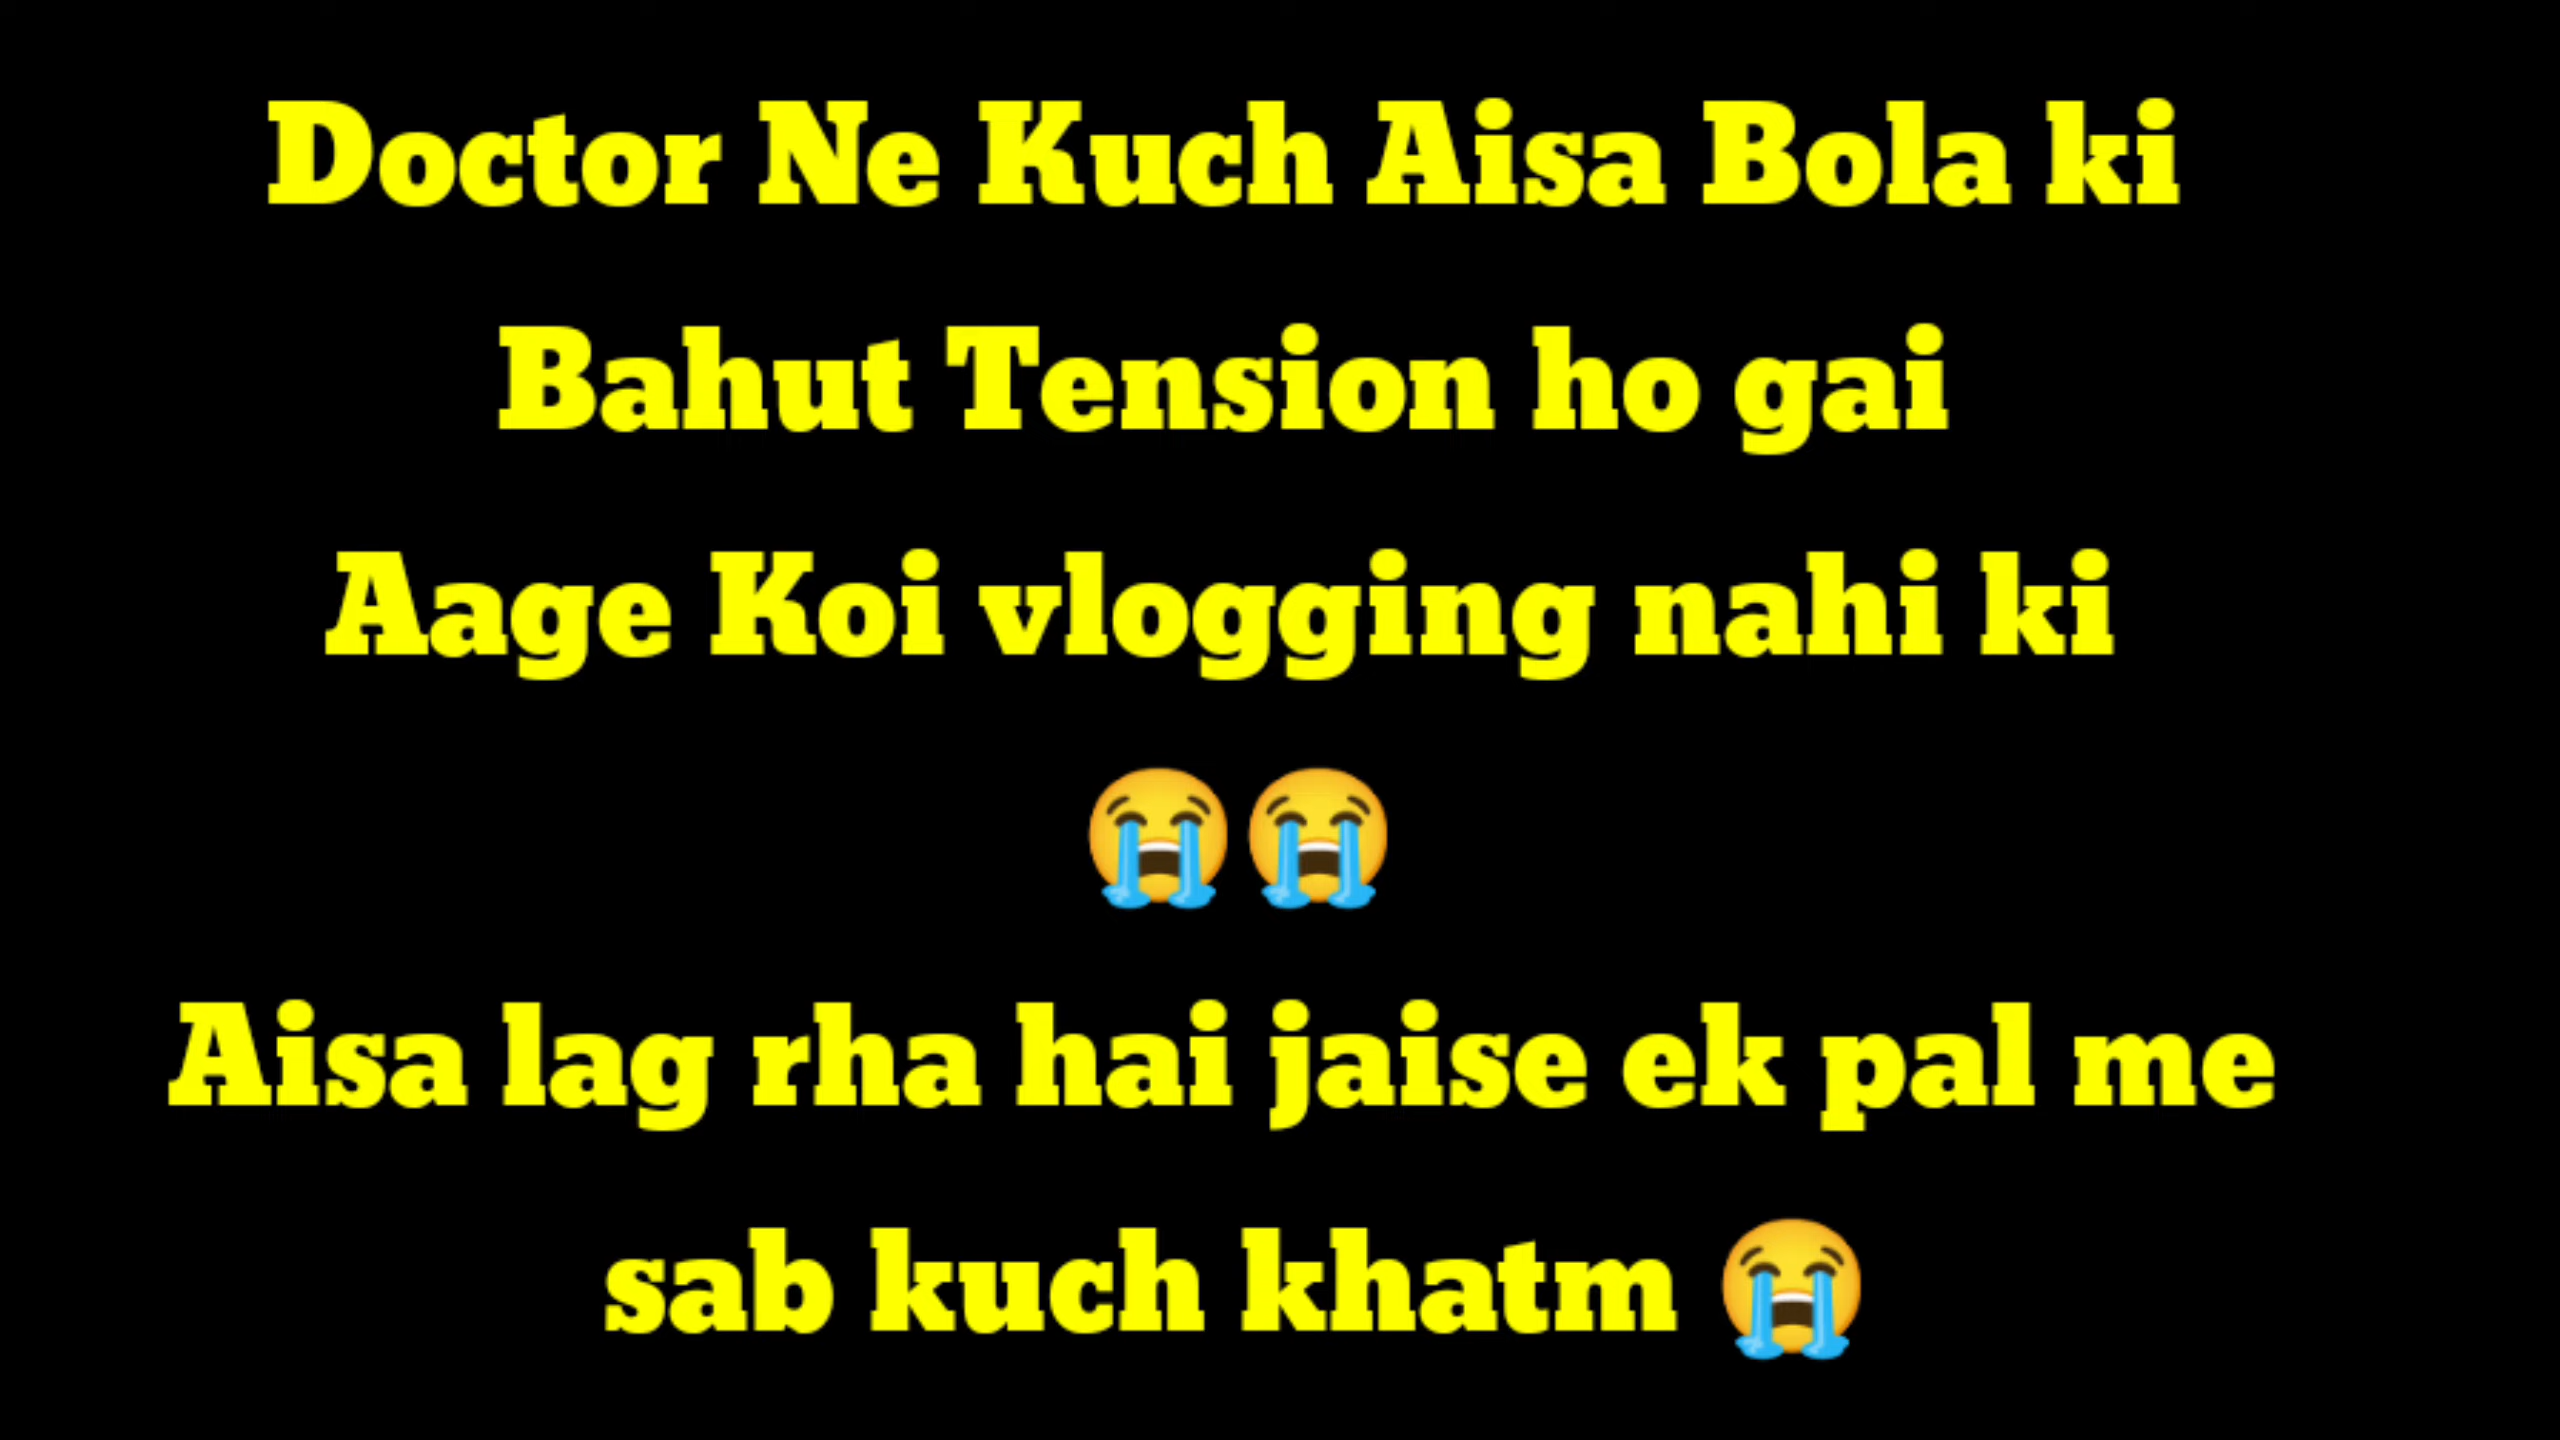 Doctor Ne Kuch Aisa Bola ki
Bahut Tension ho gai
Aage Koi vlogging nahi ki
😭😭
Aisa lag rha hai jaise ek pal me
sab kuch khatm 😭